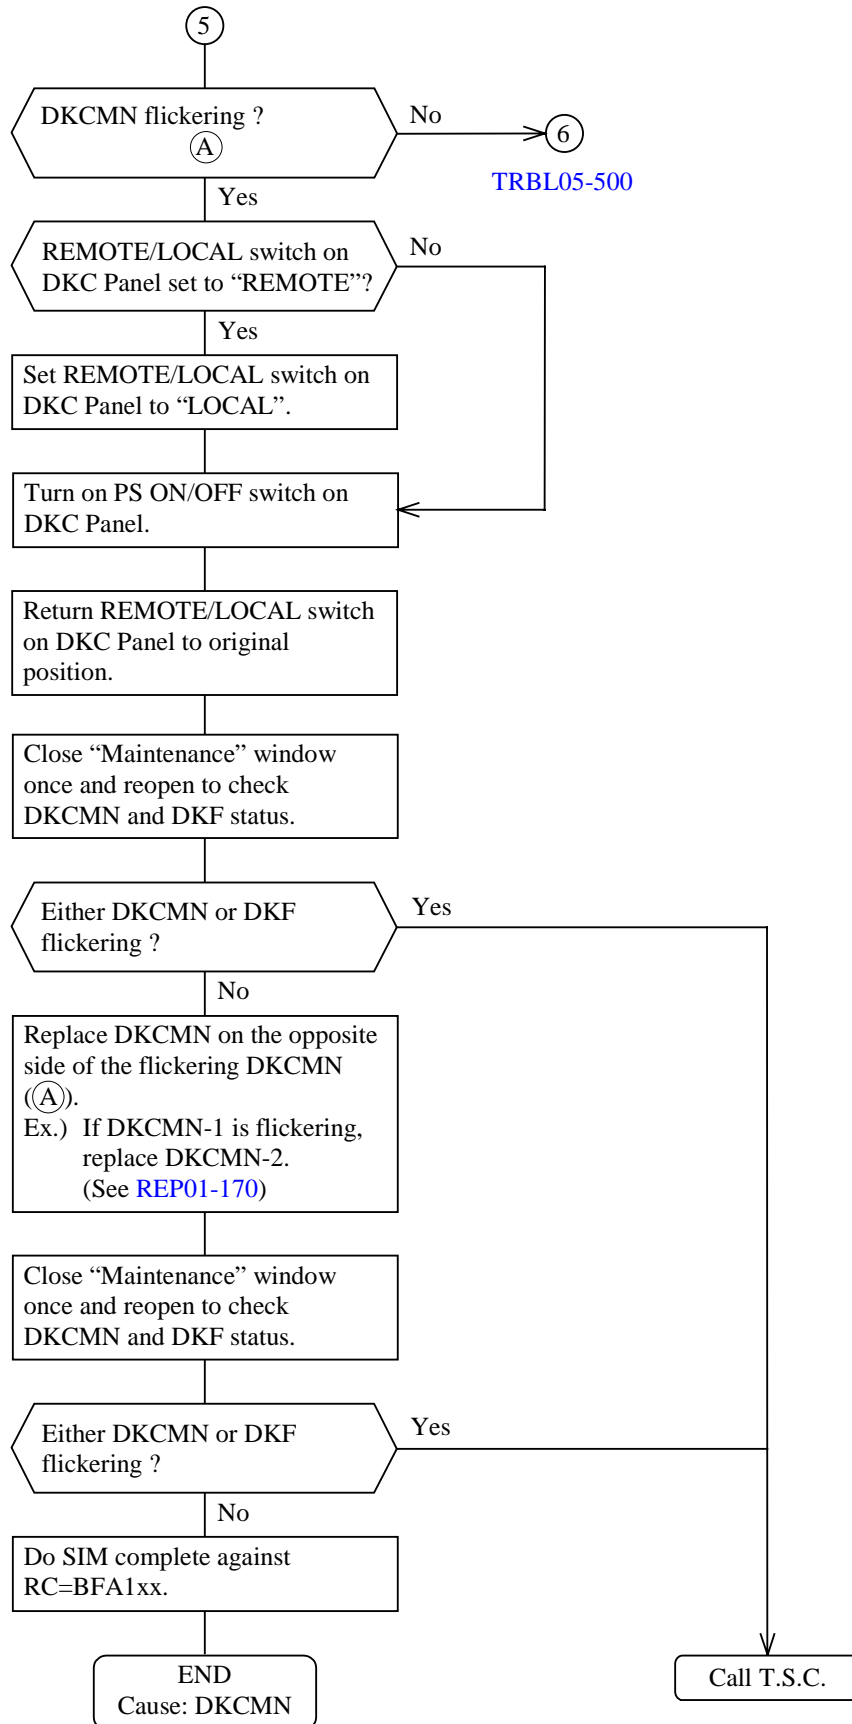 5
DKCMN flickering ?
A
No
6
TRBL05-500
Yes
REMOTE/LOCAL switch on
DKC Panel set to “REMOTE”?
No
Yes
Set REMOTE/LOCAL switch on
DKC Panel to “LOCAL”.
Turn on PS ON/OFF switch on
DKC Panel.
Return REMOTE/LOCAL switch
on DKC Panel to original
position.
Close “Maintenance” window
once and reopen to check
DKCMN and DKF status.
Either DKCMN or DKF
flickering ?
Yes
No
Replace DKCMN on the opposite
side of the flickering DKCMN
(A).
Ex.) If DKCMN-1 is flickering,
replace DKCMN-2.
(See REP01-170)
Close “Maintenance” window
once and reopen to check
DKCMN and DKF status.
Either DKCMN or DKF
flickering ?
Yes
No
Do SIM complete against
RC=BFA1xx.
END
Cause: DKCMN
Call T.S.C.